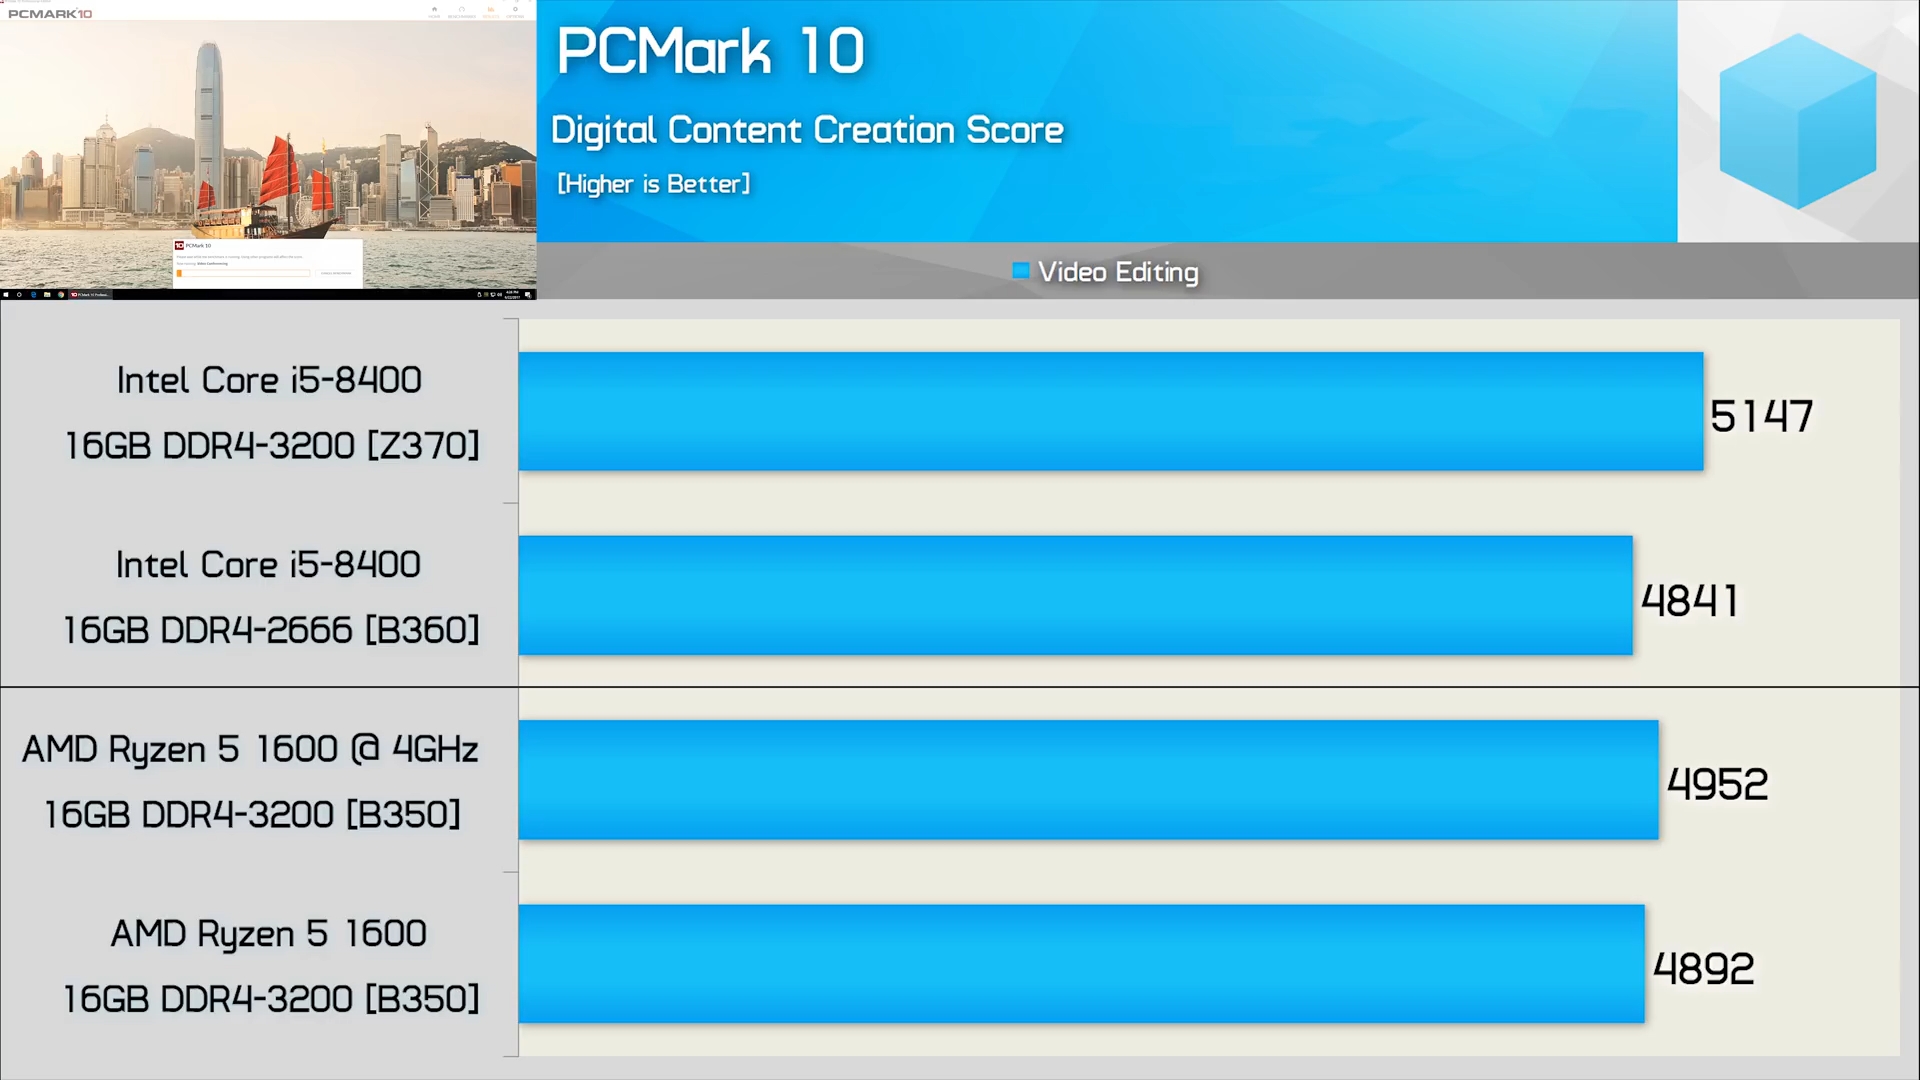 PCMARK10
PCMark 10
Digital Content Creation Score
[Higher is Better]
PCMark 10
Video Editing
Intel Core i5-8400
16GB DDR4-3200 [Z370]
5147
Intel Core i5-8400
16GB DDR4-2666 [B360]
4841
AMD Ryzen 5 1600 @ 4GHz
16GB DDR4-3200 [B350]
4952
AMD Ryzen 5 1600
16GB DDR4-3200 [B350]
4892